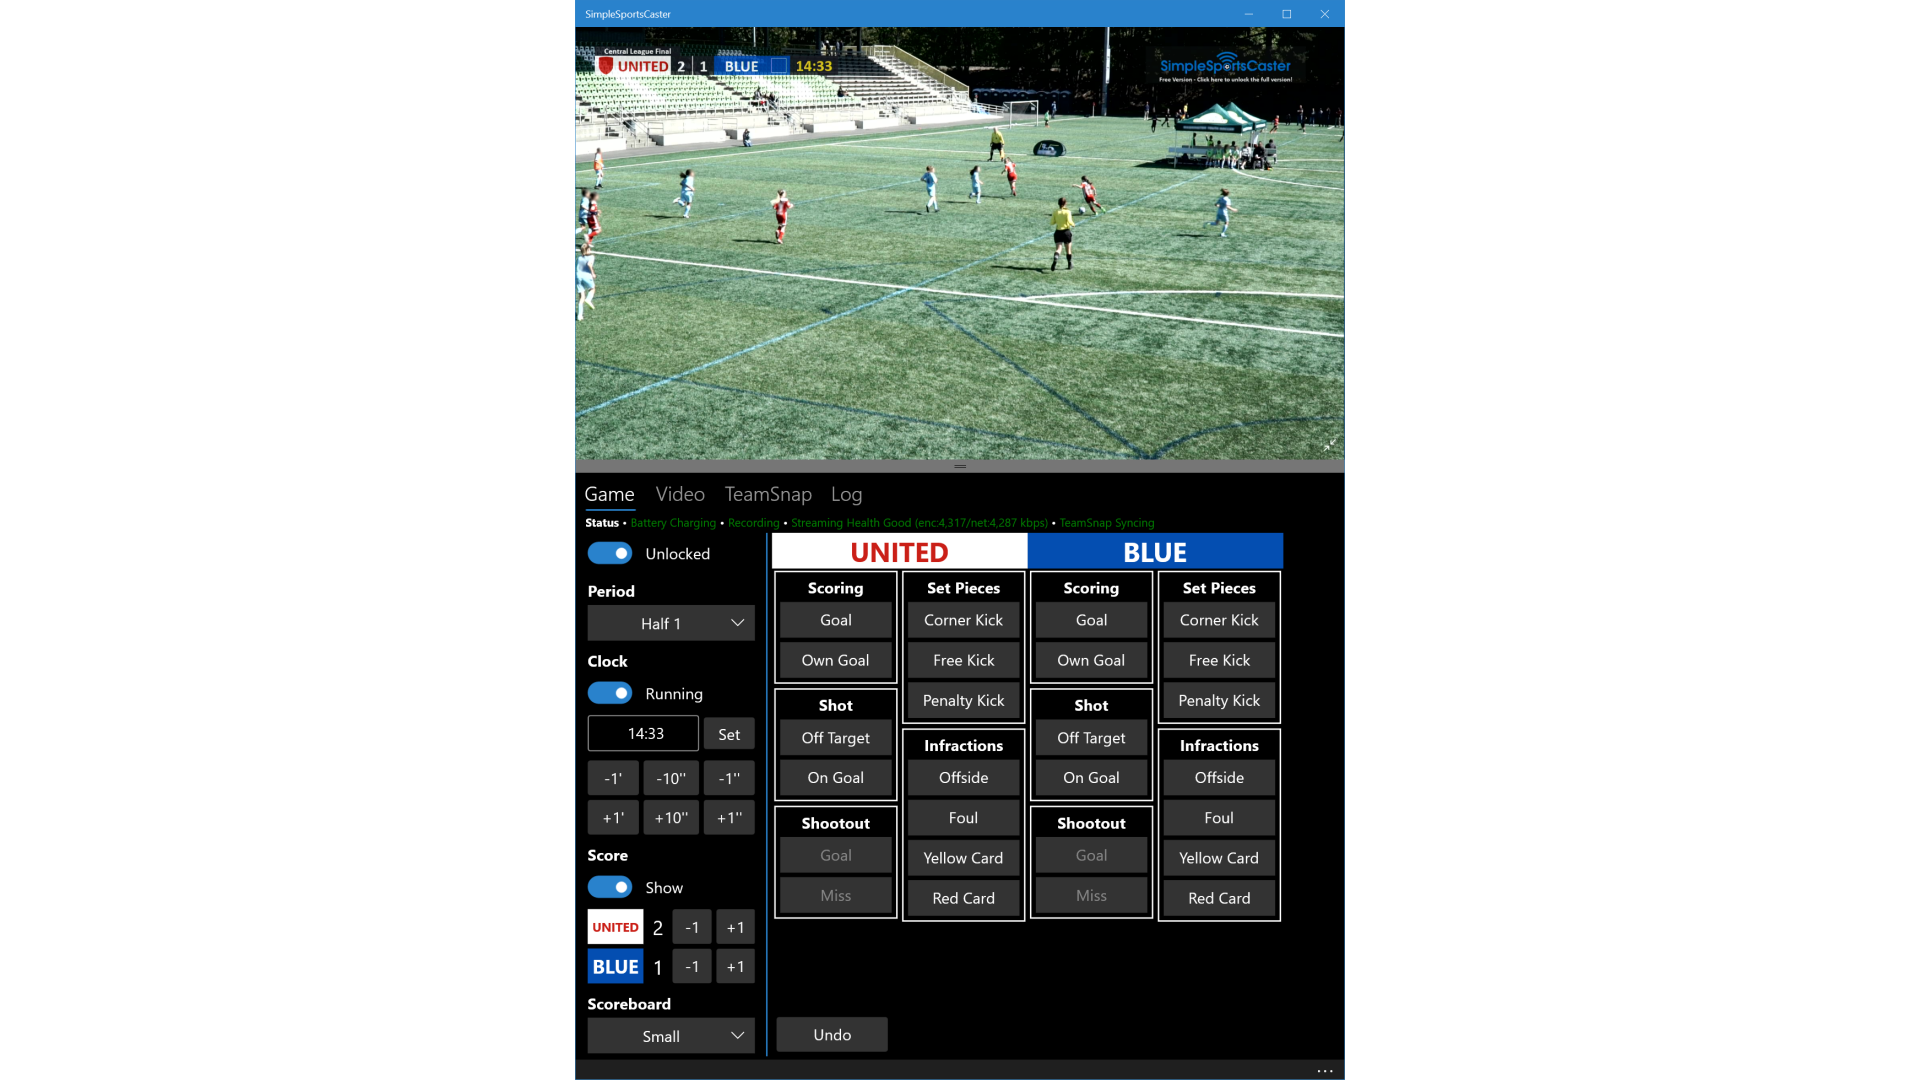 SimpleSportsCaster
Central League Final
UNITED 2 1 BLUE 14:33
SimpleSportsCaster
Free Version - Click here to unlock the full version!
Game Video TeamSnap Log
Status • Battery Charging • Recording • Streaming Health Good (enc:4,317/net:4,287 kbps) • TeamSnap Syncing
Unlocked
Period
Half 1
Clock
Running
14:33 Set
-1' -10'' -1''
+1' +10'' +1''
Score
Show
UNITED 2 -1 +1
BLUE 1 -1 +1
Scoreboard
Small
UNITED
Scoring
Goal
Own Goal
Shot
Off Target
On Goal
Shootout
Goal
Miss
Set Pieces
Corner Kick
Free Kick
Penalty Kick
Infractions
Offside
Foul
Yellow Card
Red Card
BLUE
Scoring
Goal
Own Goal
Shot
Off Target
On Goal
Shootout
Goal
Miss
Set Pieces
Corner Kick
Free Kick
Penalty Kick
Infractions
Offside
Foul
Yellow Card
Red Card
Undo